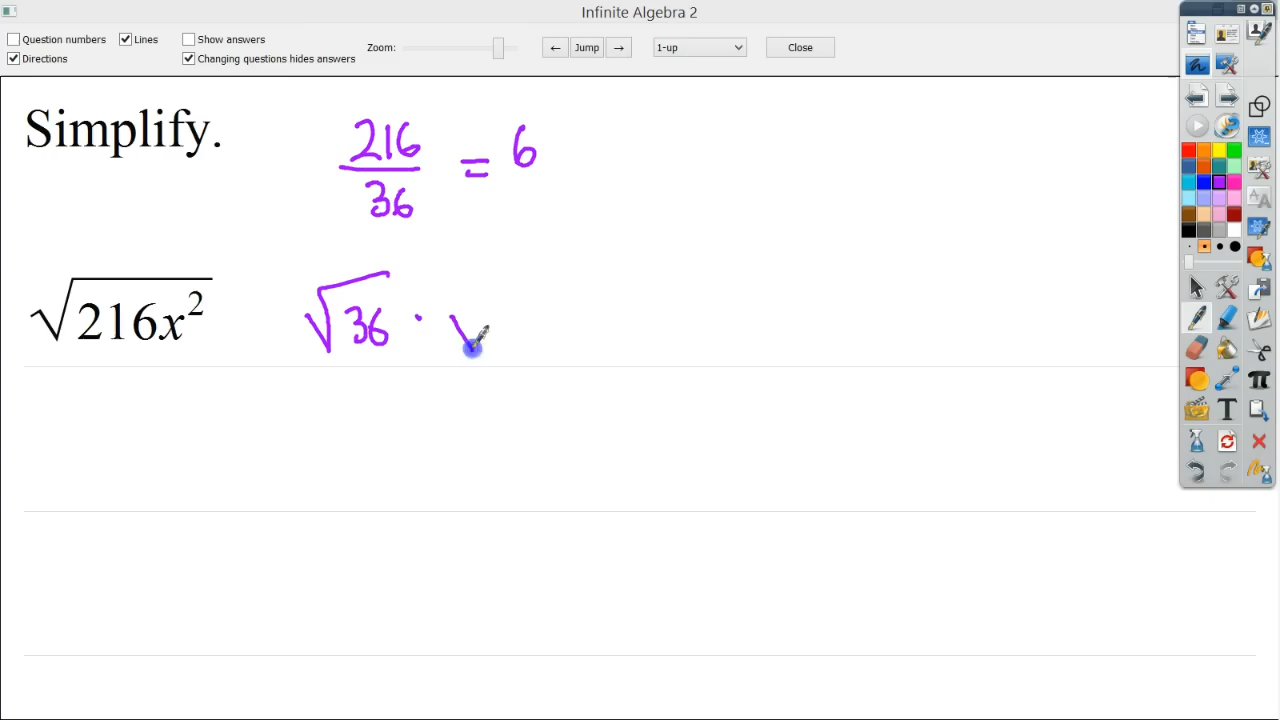 Infinite Algebra 2
Question numbers Lines Show answers Zoom: ← Jump → 1-up Close
Directions Changing questions hides answers
Simplify.
216/36 = 6
√216x² √36 ·